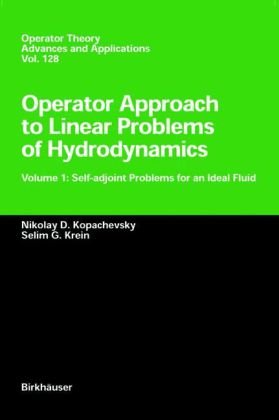 Operator Theory
Advances and Applications
Vol. 128
Operator Approach
to Linear Problems
of Hydrodynamics
Volume 1: Self-adjoint Problems for an Ideal Fluid
Nikolay D. Kopachevsky
Selim G. Krein
Birkhäuser